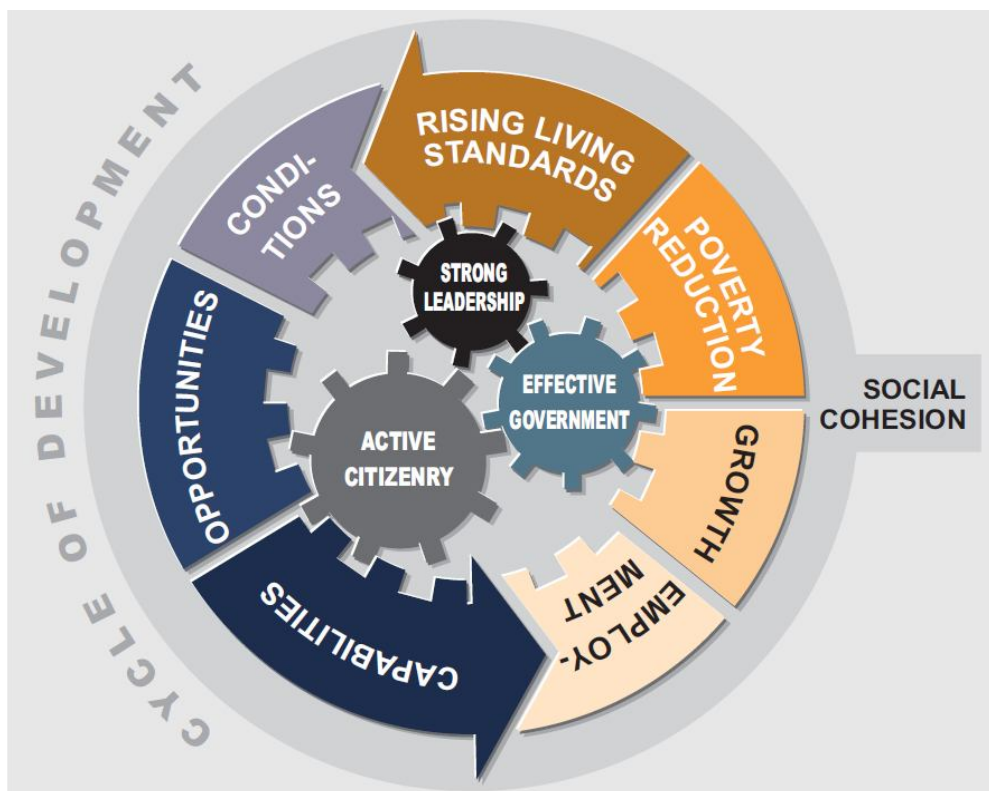 CYCLE OF DEVELOPMENT
RISING LIVING
STANDARDS
POVERTY
REDUCTION
SOCIAL
COHESION
GROWTH
EMPLOY-
MENT
CAPABILITIES
OPPORTUNITIES
CONDI-
TIONS
STRONG
LEADERSHIP
EFFECTIVE
GOVERNMENT
ACTIVE
CITIZENRY